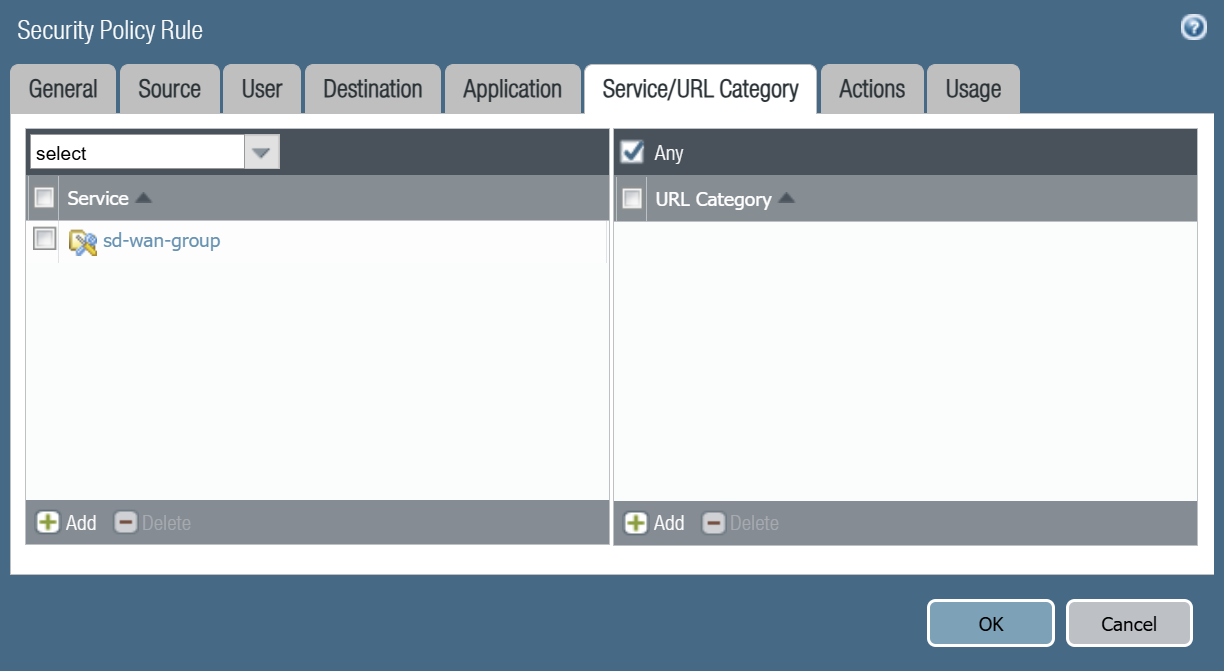 Security Policy Rule
General Source User Destination Application Service/URL Category Actions Usage
select
Any
Service
URL Category
sd-wan-group
Add Delete
Add Delete
OK Cancel